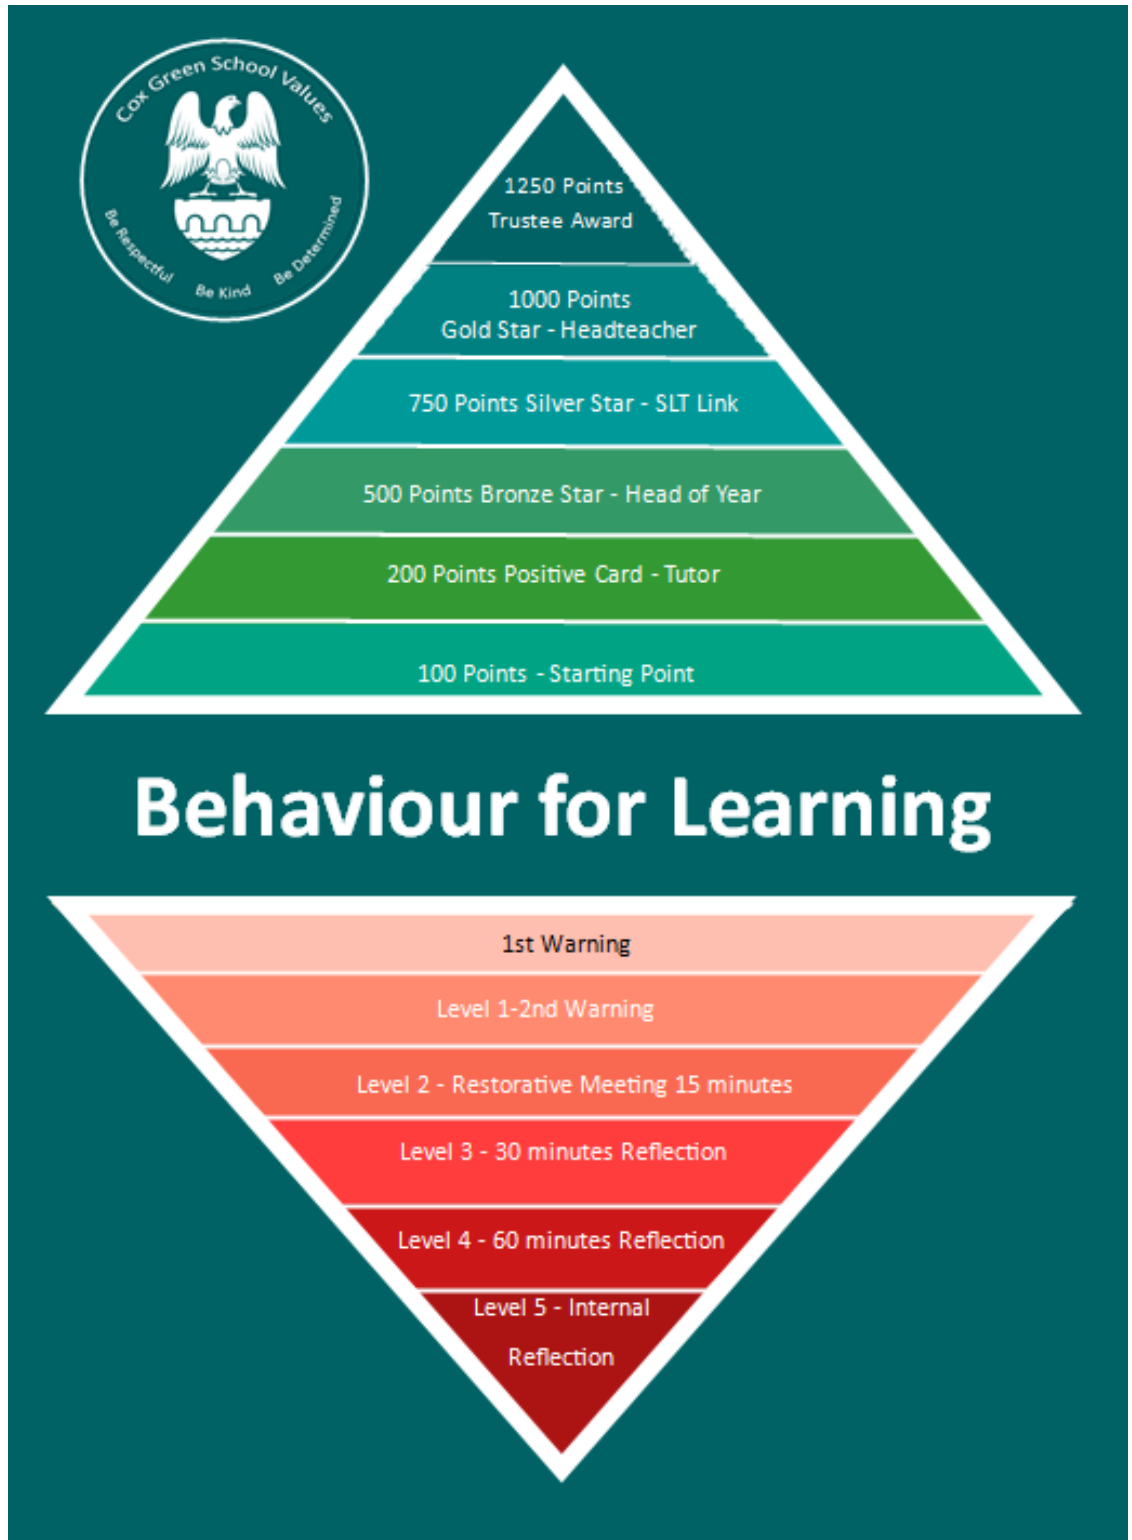 Cox Green School Values
Be Respectful Be Kind Be Determined
1250 Points
Trustee Award
1000 Points
Gold Star - Headteacher
750 Points Silver Star - SLT Link
500 Points Bronze Star - Head of Year
200 Points Positive Card - Tutor
100 Points - Starting Point
Behaviour for Learning
1st Warning
Level 1-2nd Warning
Level 2 - Restorative Meeting 15 minutes
Level 3 - 30 minutes Reflection
Level 4 - 60 minutes Reflection
Level 5 - Internal
Reflection